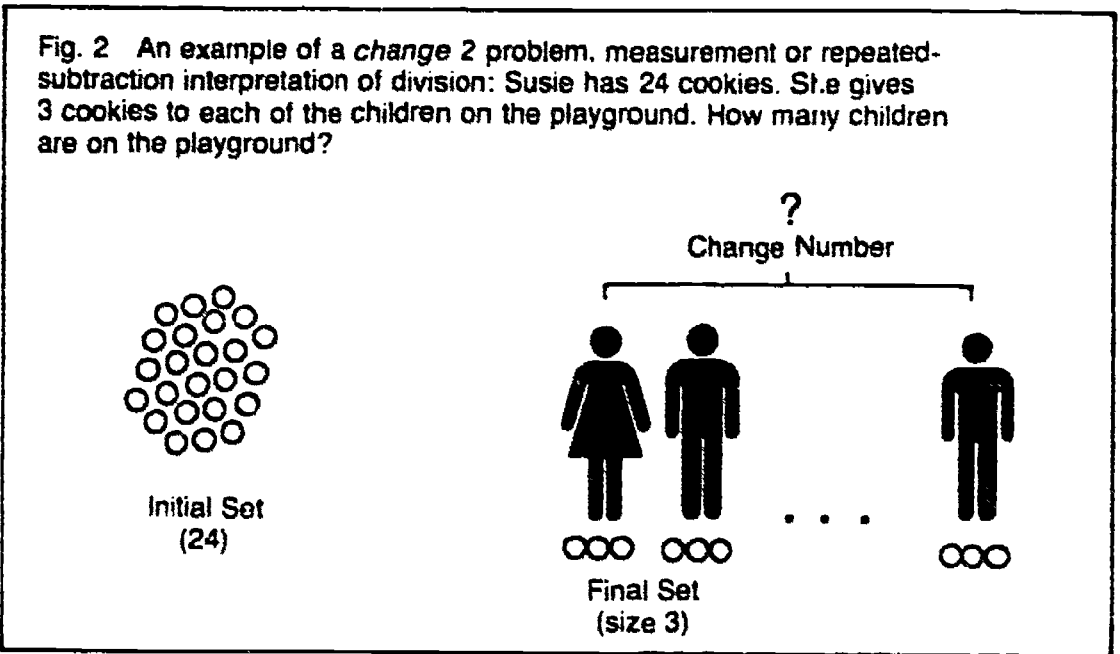 Fig. 2 An example of a change 2 problem, measurement or repeated-
subtraction interpretation of division: Susie has 24 cookies. She gives
3 cookies to each of the children on the playground. How many children
are on the playground?
?
Change Number
Initial Set
(24)
. . .
Final Set
(size 3)